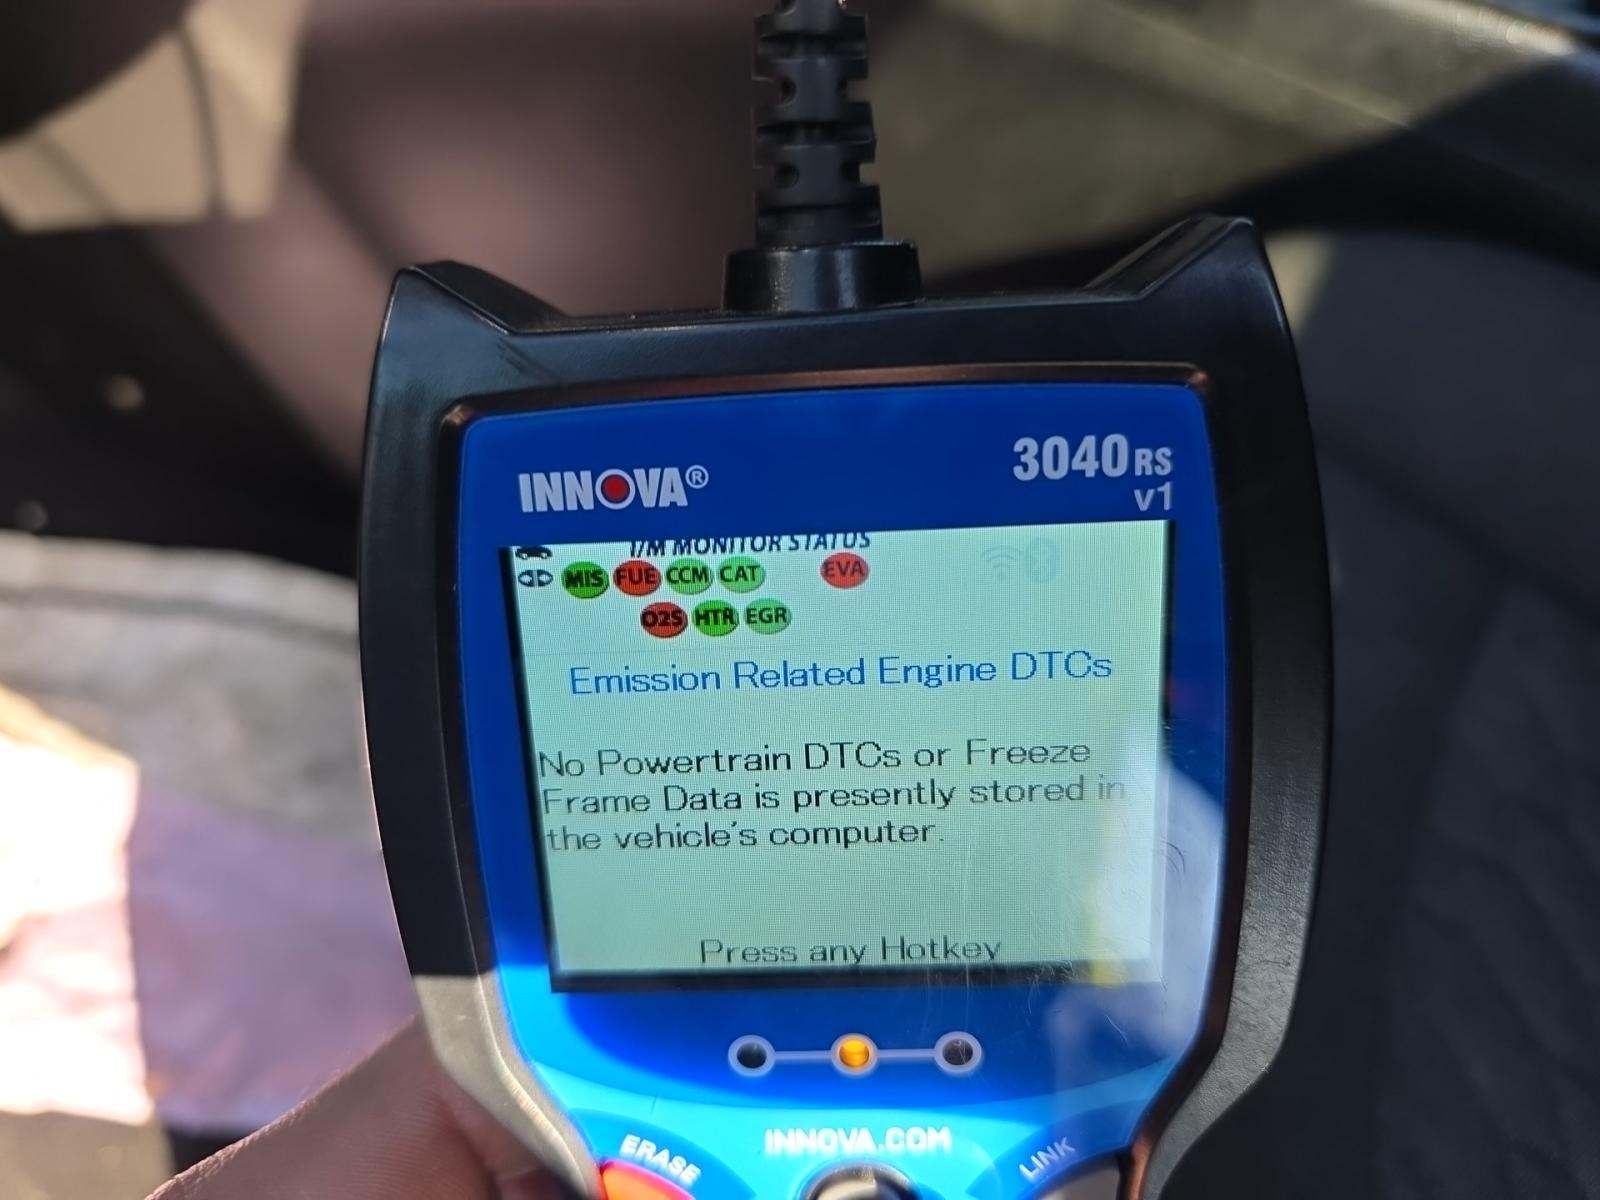 INNOVA®
3040RS
v1
I/M MONITOR STATUS
MIS FUE CCM CAT EVA
O2S HTR EGR
Emission Related Engine DTCs
No Powertrain DTCs or Freeze
Frame Data is presently stored in
the vehicle's computer.
Press any Hotkey
INNOVA.COM
ERASE
LINK